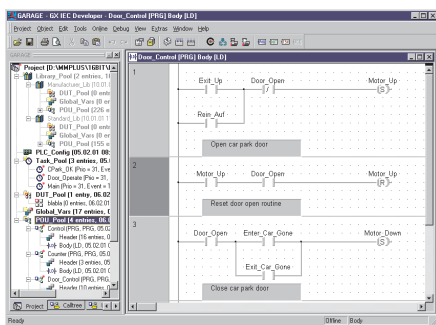 GARAGE - GX IEC Developer - Door_Control [PRG] Body [LD]
Project Object Edit Tools Online Debug View Extras Window Help
GARAGE
Project [D:\MMPLUS\16BIT\
Library_Pool (2 entries, 1
Manufacturer_Lib (10.01.1
DUT_Pool (0 ent
Global_Vars (0 er
POU_Pool (226 e
Standard_Lib (10.01.01
DUT_Pool (0 ent
Global_Vars (0 er
POU_Pool (155 e
PLC_Config (05.02.01 08:
Task_Pool (3 entries, 05.
CPark_OK (Prio = 31, Eve
Door_Operate (Prio = 31,
Main (Prio = 31, Event = T
DUT_Pool (1 entry, 06.02
blabla (0 entries, 06.02.01
Global_Vars (17 entries, 0
POU_Pool (4 entries, 06.0
Control (PRG, PRG, 05.02
Header (16 entries, 0
Body (LD, 05.02.01 0
Counter (PRG, PRG, 05.0
Header (3 entries, 05
Body (LD, 05.02.01 0
Door_Control (PRG, PRG
Header (10 entries, 0
Project Calltree
Door_Control [PRG] Body [LD]
1
Exit_Up Door_Open Motor_Up
S
Rein_Auf
Open car park door
2
Motor_Up Door_Open Motor_Up
R
Reset door open routine
3
Door_Open Enter_Car_Gone Motor_Down
S
Exit_Car_Gone
Close car park door
Ready Offline Body